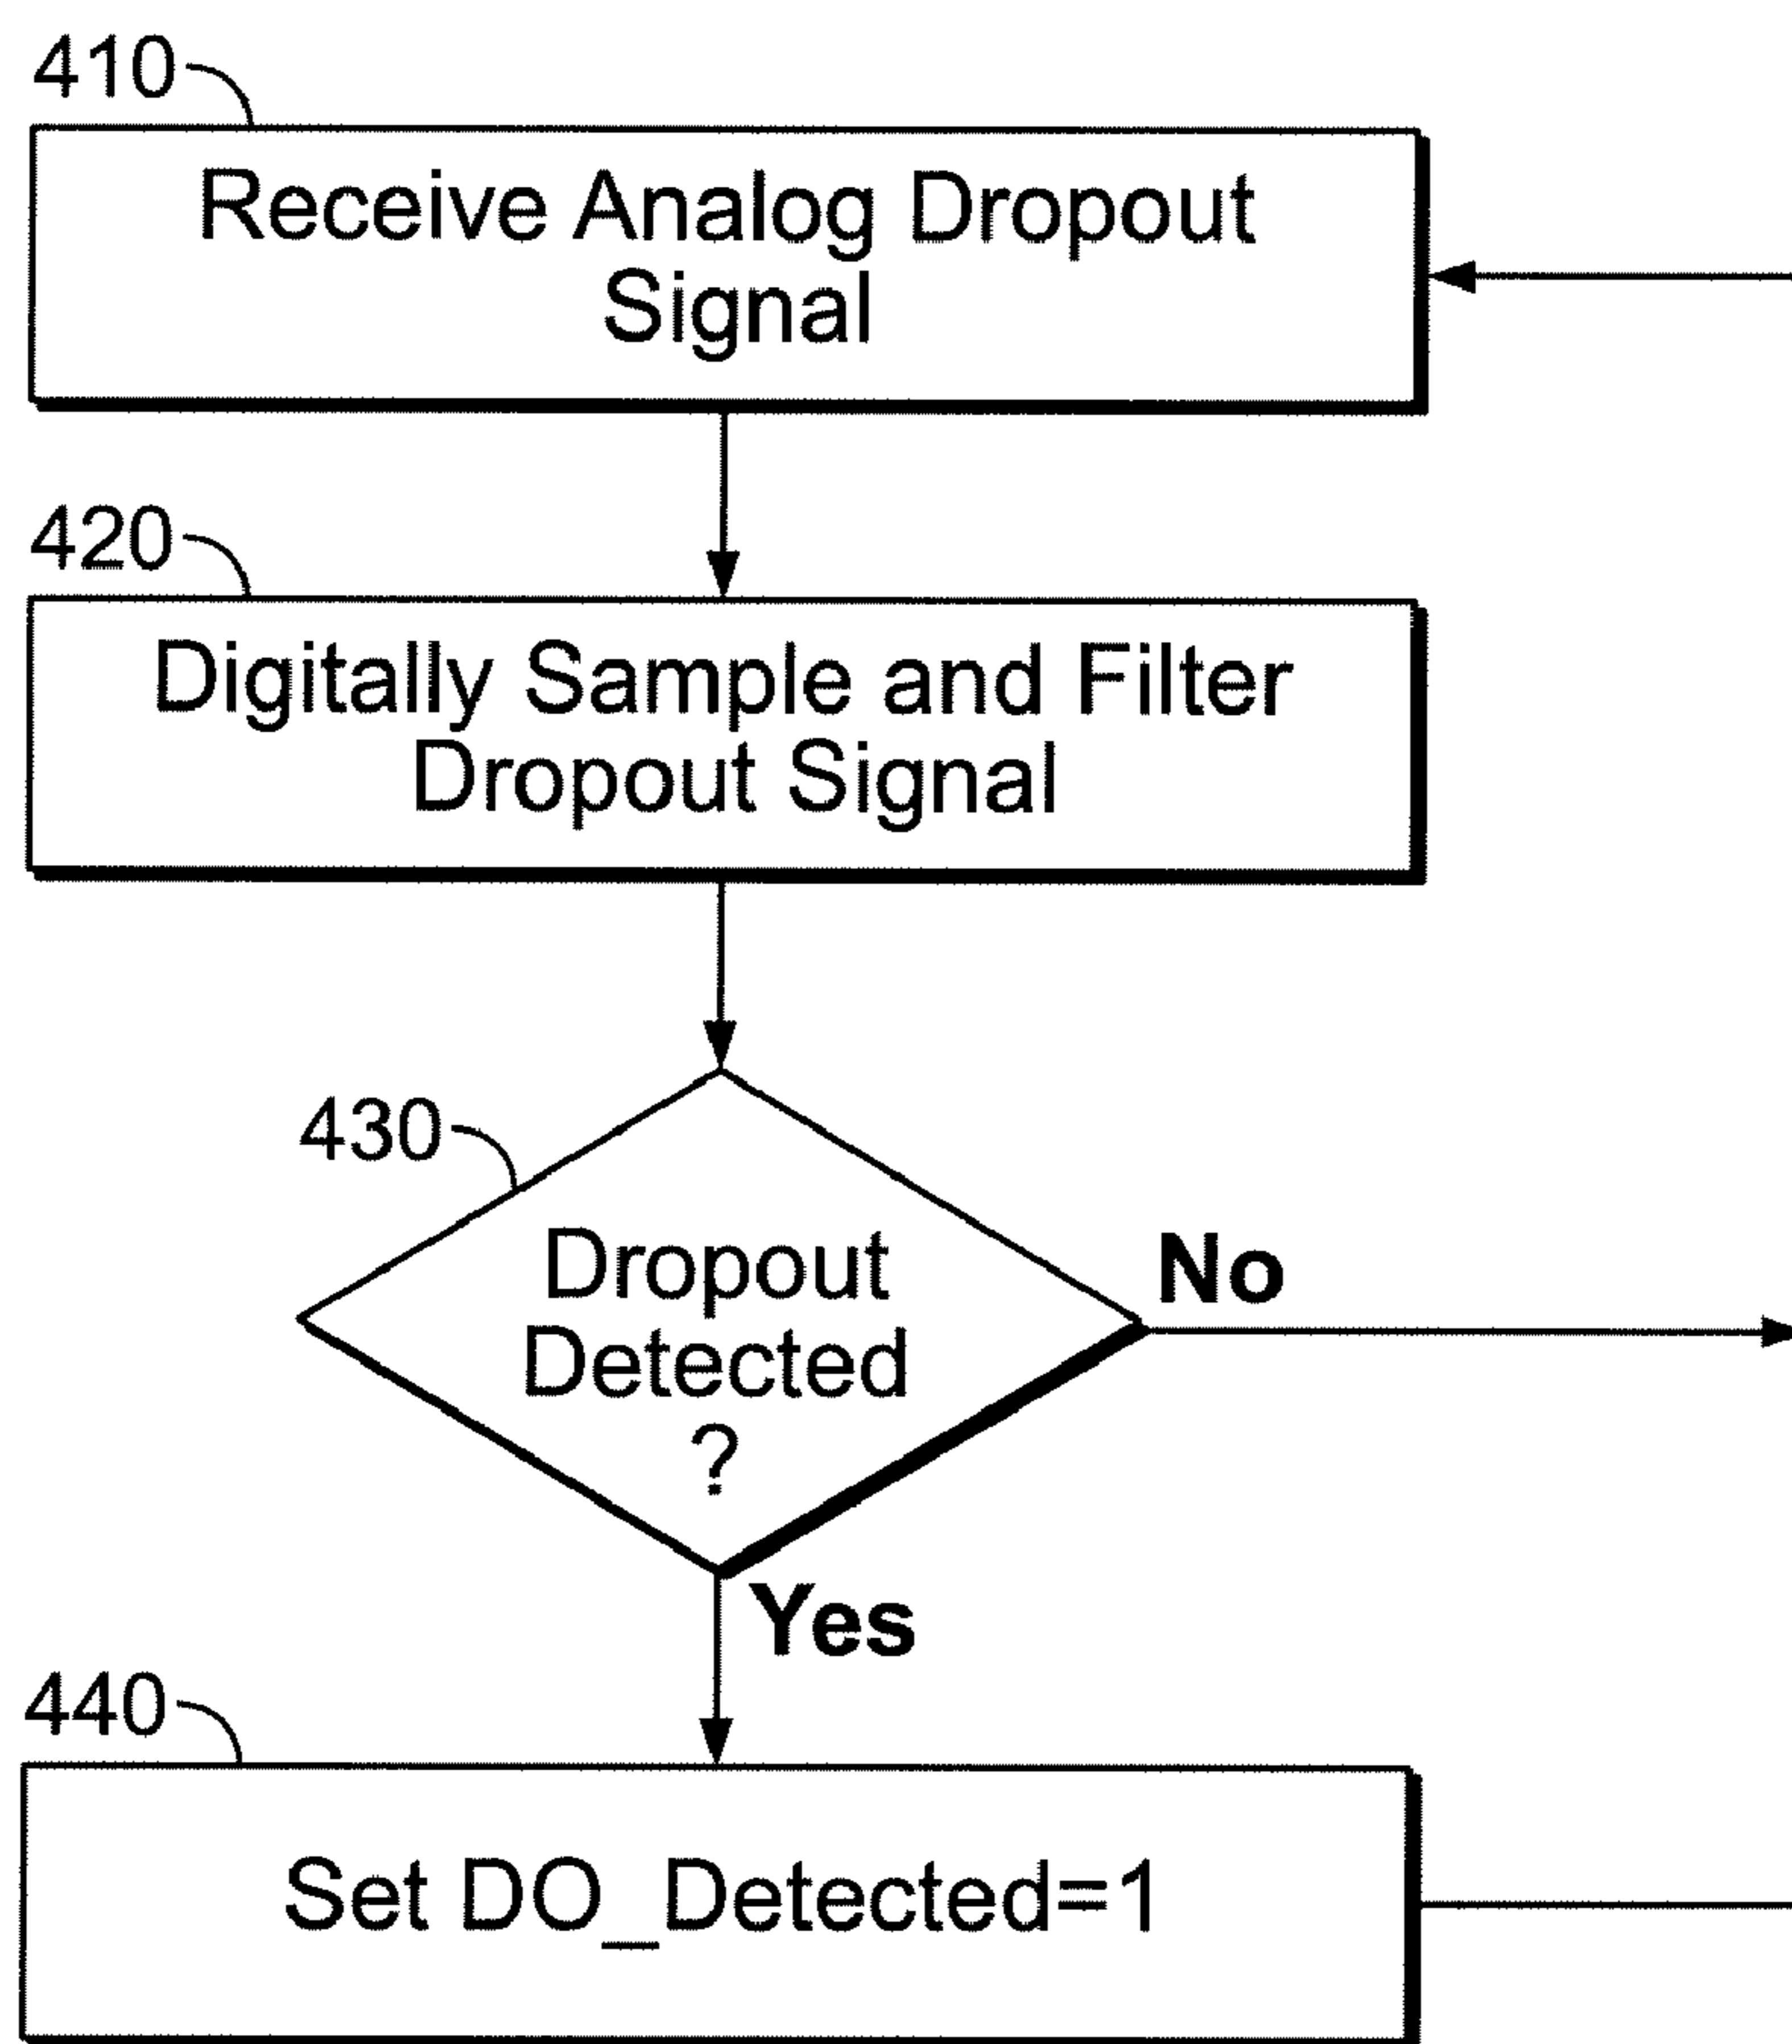 410
Receive Analog Dropout
Signal
420
Digitally Sample and Filter
Dropout Signal
430
Dropout
Detected
?
No
Yes
440
Set DO_Detected=1